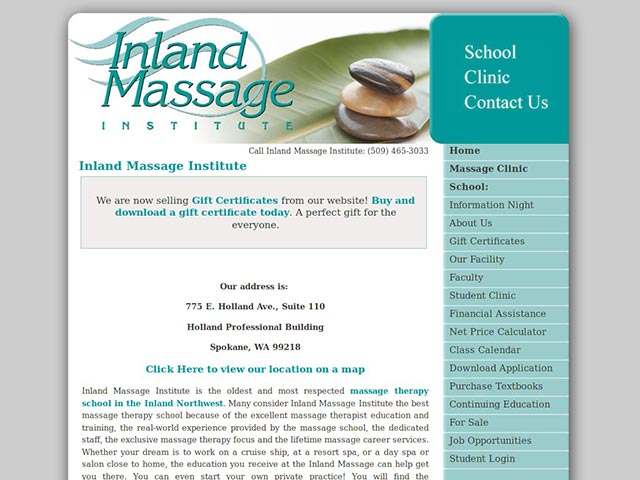 Inland
Massage
INSTITUTE
School
Clinic
Contact Us
Call Inland Massage Institute: (509) 465-3033
Inland Massage Institute
We are now selling Gift Certificates from our website! Buy and
download a gift certificate today. A perfect gift for the
everyone.
Our address is:
775 E. Holland Ave., Suite 110
Holland Professional Building
Spokane, WA 99218
Click Here to view our location on a map
Inland Massage Institute is the oldest and most respected massage therapy
school in the Inland Northwest. Many consider Inland Massage Institute the best
massage therapy school because of the excellent massage therapist education and
training, the real-world experience provided by the massage school, the dedicated
staff, the exclusive massage therapy focus and the lifetime massage career services.
Whether your dream is to work on a cruise ship, at a resort spa, or a day spa or
salon close to home, the education you receive at the Inland Massage can help get
you there. You can even start your own private practice! You will find the
Home
Massage Clinic
School:
Information Night
About Us
Gift Certificates
Our Facility
Faculty
Student Clinic
Financial Assistance
Net Price Calculator
Class Calendar
Download Application
Purchase Textbooks
Continuing Education
For Sale
Job Opportunities
Student Login